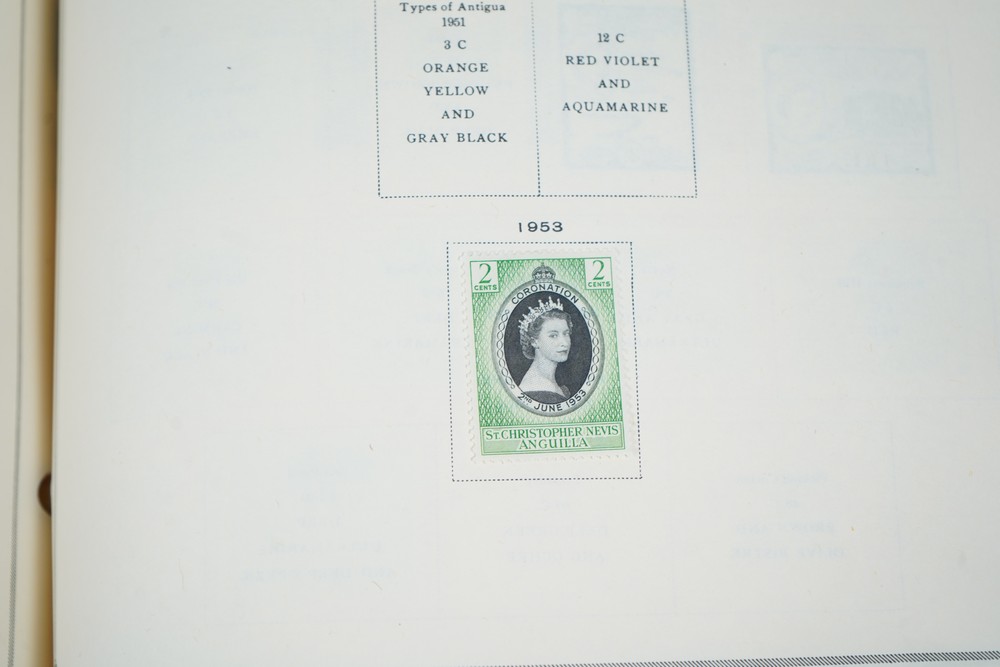 Types of Antigua
1951
3 C
ORANGE
YELLOW
AND
GRAY BLACK
12 C
RED VIOLET
AND
AQUAMARINE
1953
2 CENTS
2 CENTS
CORONATION
2ND JUNE 1953
ST. CHRISTOPHER NEVIS
ANGUILLA